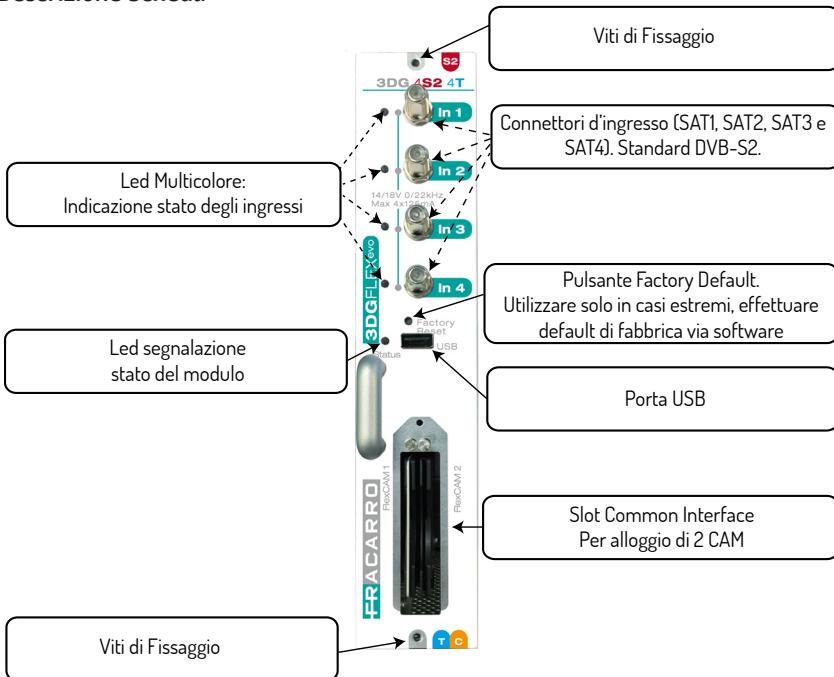 Viti di Fissaggio
S2
3DG 4S2 4T
In 1
Connettori d'ingresso (SAT1, SAT2, SAT3 e
SAT4). Standard DVB-S2.
In 2
Led Multicolore:
Indicazione stato degli ingressi
14/18V 0/22kHz
Max 4x125mA
In 3
3DGFLEXevo
In 4
Pulsante Factory Default.
Utilizzare solo in casi estremi, effettuare
default di fabbrica via software
Factory
Reset
USB
Status
Led segnalazione
stato del modulo
Porta USB
FlexCAM 1
FlexCAM 2
Slot Common Interface
Per alloggio di 2 CAM
FRACARRO
Viti di Fissaggio
T C